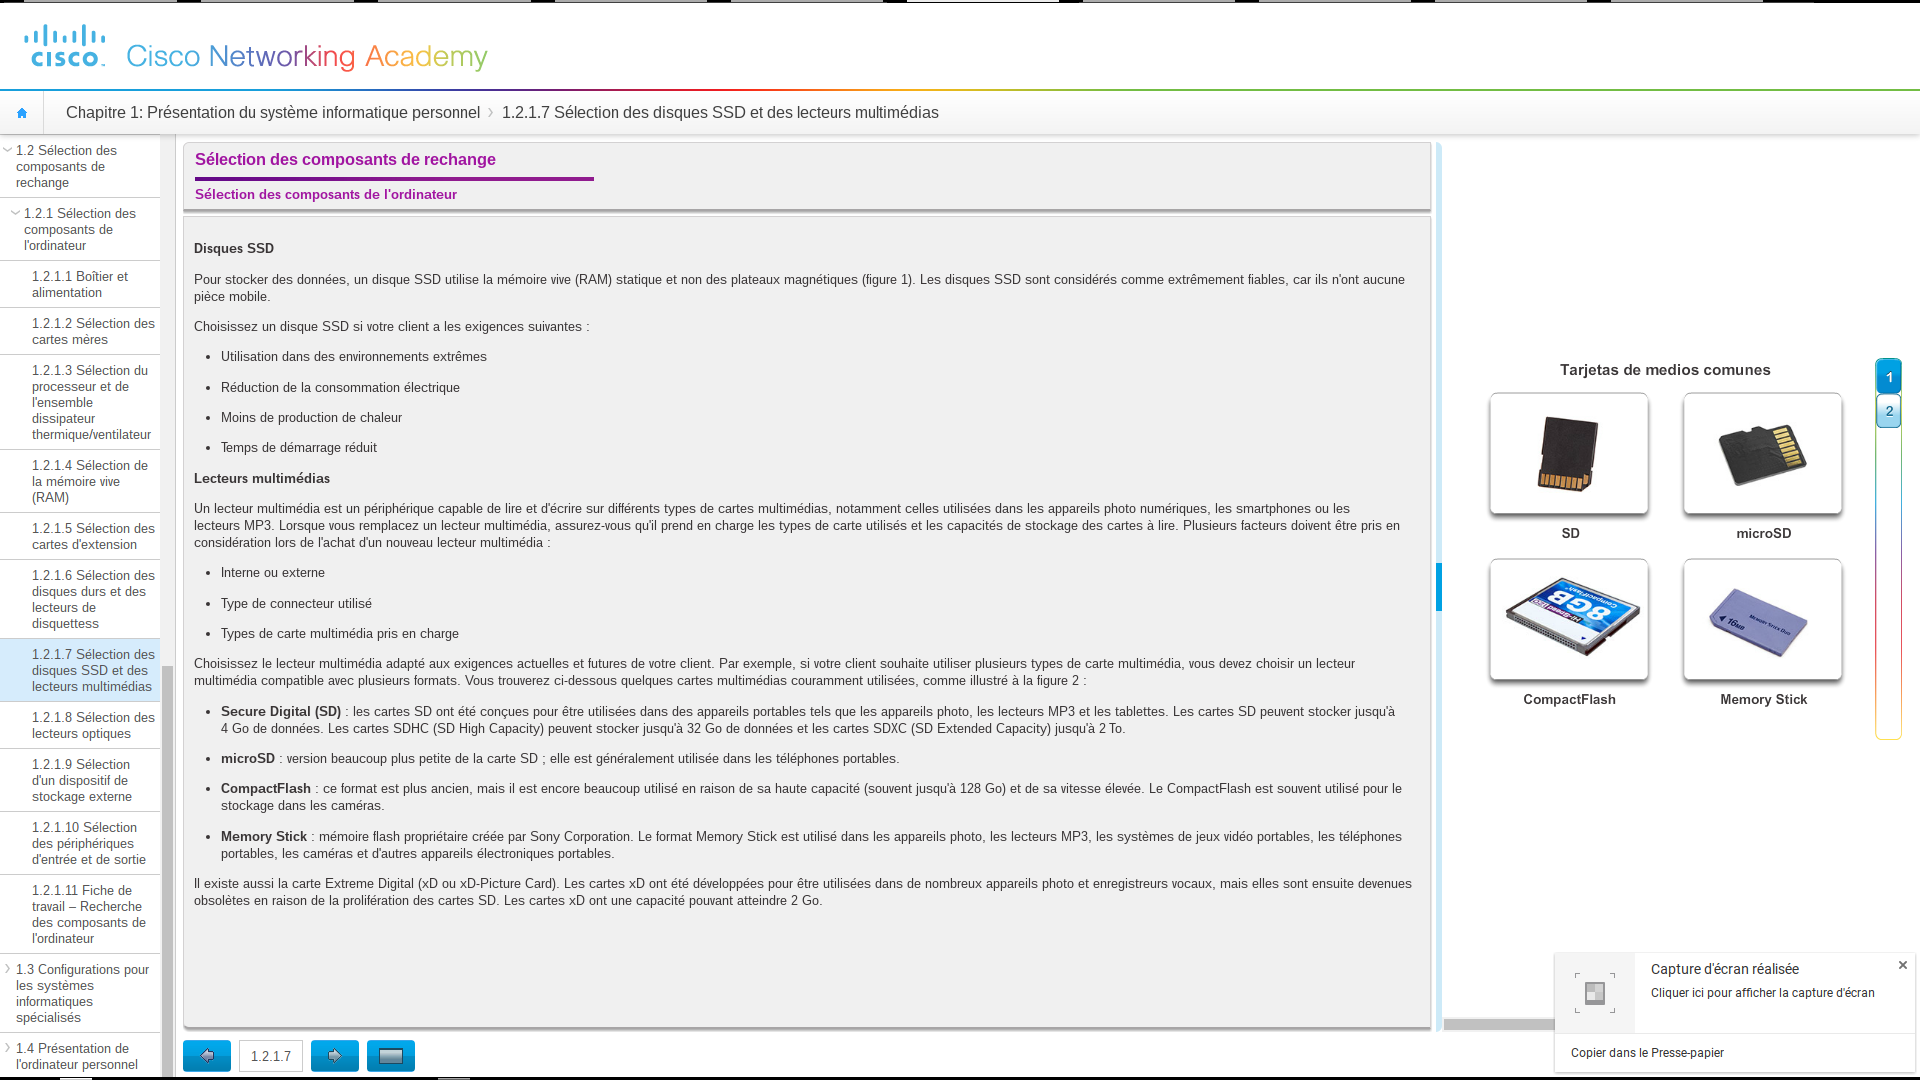 cisco
Cisco Networking Academy
Chapitre 1: Présentation du système informatique personnel
1.2.1.7 Sélection des disques SSD et des lecteurs multimédias
1.2 Sélection des
composants de
rechange
1.2.1 Sélection des
composants de
l'ordinateur
1.2.1.1 Boîtier et
alimentation
1.2.1.2 Sélection des
cartes mères
1.2.1.3 Sélection du
processeur et de
l'ensemble
dissipateur
thermique/ventilateur
1.2.1.4 Sélection de
la mémoire vive
(RAM)
1.2.1.5 Sélection des
cartes d'extension
1.2.1.6 Sélection des
disques durs et des
lecteurs de
disquettess
1.2.1.7 Sélection des
disques SSD et des
lecteurs multimédias
1.2.1.8 Sélection des
lecteurs optiques
1.2.1.9 Sélection
d'un dispositif de
stockage externe
1.2.1.10 Sélection
des périphériques
d'entrée et de sortie
1.2.1.11 Fiche de
travail – Recherche
des composants de
l'ordinateur
1.3 Configurations pour
les systèmes
informatiques
spécialisés
1.4 Présentation de
l'ordinateur personnel
Sélection des composants de rechange
Sélection des composants de l'ordinateur
Disques SSD
Pour stocker des données, un disque SSD utilise la mémoire vive (RAM) statique et non des plateaux magnétiques (figure 1). Les disques SSD sont considérés comme extrêmement fiables, car ils n'ont aucune
pièce mobile.
Choisissez un disque SSD si votre client a les exigences suivantes :
• Utilisation dans des environnements extrêmes
• Réduction de la consommation électrique
• Moins de production de chaleur
• Temps de démarrage réduit
Lecteurs multimédias
Un lecteur multimédia est un périphérique capable de lire et d'écrire sur différents types de cartes multimédias, notamment celles utilisées dans les appareils photo numériques, les smartphones ou les
lecteurs MP3. Lorsque vous remplacez un lecteur multimédia, assurez-vous qu'il prend en charge les types de carte utilisés et les capacités de stockage des cartes à lire. Plusieurs facteurs doivent être pris en
considération lors de l'achat d'un nouveau lecteur multimédia :
• Interne ou externe
• Type de connecteur utilisé
• Types de carte multimédia pris en charge
Choisissez le lecteur multimédia adapté aux exigences actuelles et futures de votre client. Par exemple, si votre client souhaite utiliser plusieurs types de carte multimédia, vous devez choisir un lecteur
multimédia compatible avec plusieurs formats. Vous trouverez ci-dessous quelques cartes multimédias couramment utilisées, comme illustré à la figure 2 :
• Secure Digital (SD) : les cartes SD ont été conçues pour être utilisées dans des appareils portables tels que les appareils photo, les lecteurs MP3 et les tablettes. Les cartes SD peuvent stocker jusqu'à
4 Go de données. Les cartes SDHC (SD High Capacity) peuvent stocker jusqu'à 32 Go de données et les cartes SDXC (SD Extended Capacity) jusqu'à 2 To.
• microSD : version beaucoup plus petite de la carte SD ; elle est généralement utilisée dans les téléphones portables.
• CompactFlash : ce format est plus ancien, mais il est encore beaucoup utilisé en raison de sa haute capacité (souvent jusqu'à 128 Go) et de sa vitesse élevée. Le CompactFlash est souvent utilisé pour le
stockage dans les caméras.
• Memory Stick : mémoire flash propriétaire créée par Sony Corporation. Le format Memory Stick est utilisé dans les appareils photo, les lecteurs MP3, les systèmes de jeux vidéo portables, les téléphones
portables, les caméras et d'autres appareils électroniques portables.
Il existe aussi la carte Extreme Digital (xD ou xD-Picture Card). Les cartes xD ont été développées pour être utilisées dans de nombreux appareils photo et enregistreurs vocaux, mais elles sont ensuite devenues
obsolètes en raison de la prolifération des cartes SD. Les cartes xD ont une capacité pouvant atteindre 2 Go.
1.2.1.7
Tarjetas de medios comunes
1
2
SD
microSD
CompactFlash
8GB
CompactFlash
Memory Stick Duo
16MB
Memory Stick
Capture d'écran réalisée
Cliquer ici pour afficher la capture d'écran
Copier dans le Presse-papier